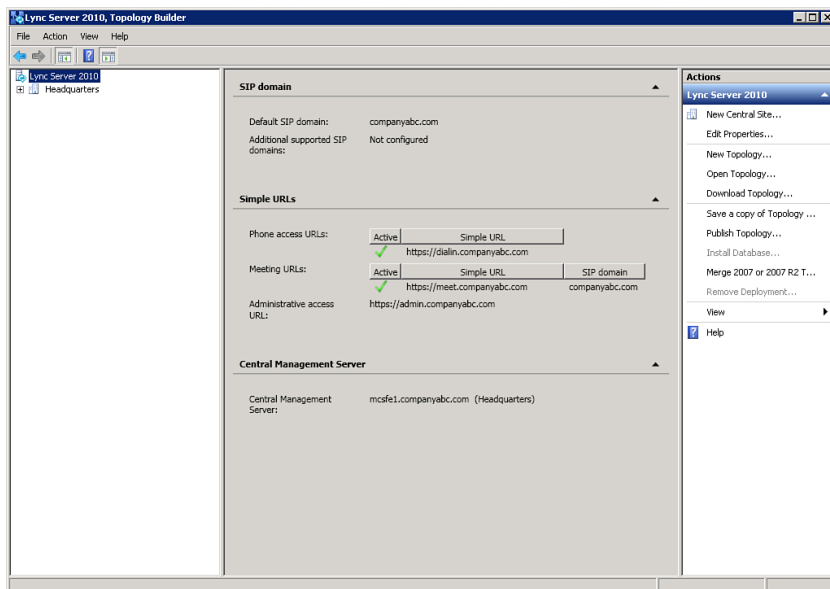 Lync Server 2010, Topology Builder
File Action View Help
Lync Server 2010
Headquarters
SIP domain
Default SIP domain: companyabc.com
Additional supported SIP domains: Not configured
Simple URLs
Phone access URLs: Active Simple URL
https://dialin.companyabc.com
Meeting URLs: Active Simple URL SIP domain
https://meet.companyabc.com companyabc.com
Administrative access URL: https://admin.companyabc.com
Central Management Server
Central Management Server: mcsfe1.companyabc.com (Headquarters)
Actions
Lync Server 2010
New Central Site...
Edit Properties...
New Topology...
Open Topology...
Download Topology...
Save a copy of Topology ...
Publish Topology...
Install Database...
Merge 2007 or 2007 R2 T...
Remove Deployment...
View
Help